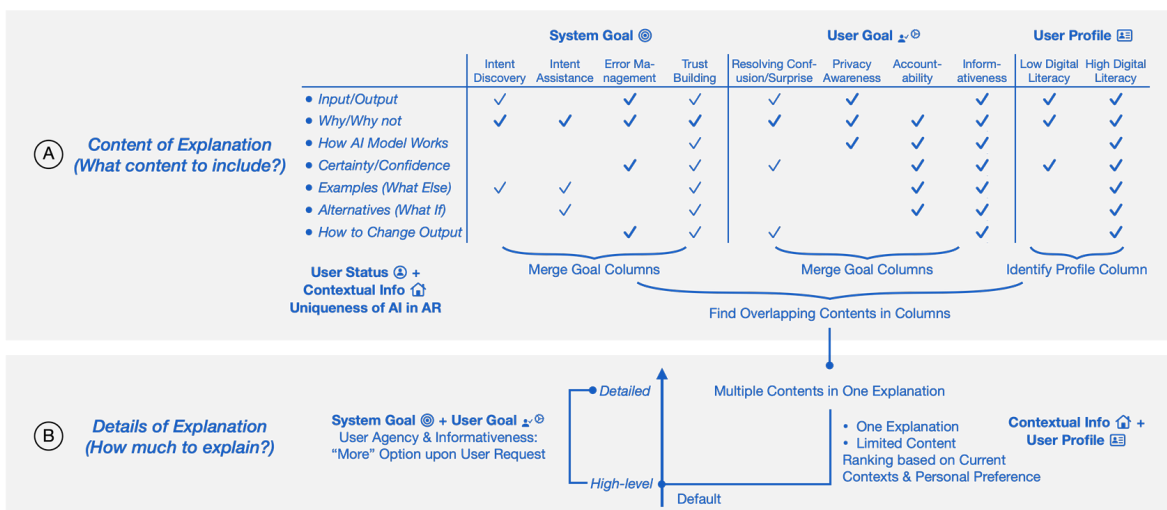 System Goal
User Goal
User Profile
Intent Discovery
Intent Assistance
Error Ma-nagement
Trust Building
Resolving Conf-usion/Surprise
Privacy Awareness
Account-ability
Inform-ativeness
Low Digital Literacy
High Digital Literacy
A
Content of Explanation
(What content to include?)
• Input/Output
• Why/Why not
• How AI Model Works
• Certainty/Confidence
• Examples (What Else)
• Alternatives (What If)
• How to Change Output
Merge Goal Columns
Merge Goal Columns
Identify Profile Column
User Status +
Contextual Info
Uniqueness of AI in AR
Find Overlapping Contents in Columns
B
Details of Explanation
(How much to explain?)
System Goal + User Goal
User Agency & Informativeness:
“More” Option upon User Request
Detailed
High-level
Default
Multiple Contents in One Explanation
• One Explanation
• Limited Content
Ranking based on Current
Contexts & Personal Preference
Contextual Info +
User Profile